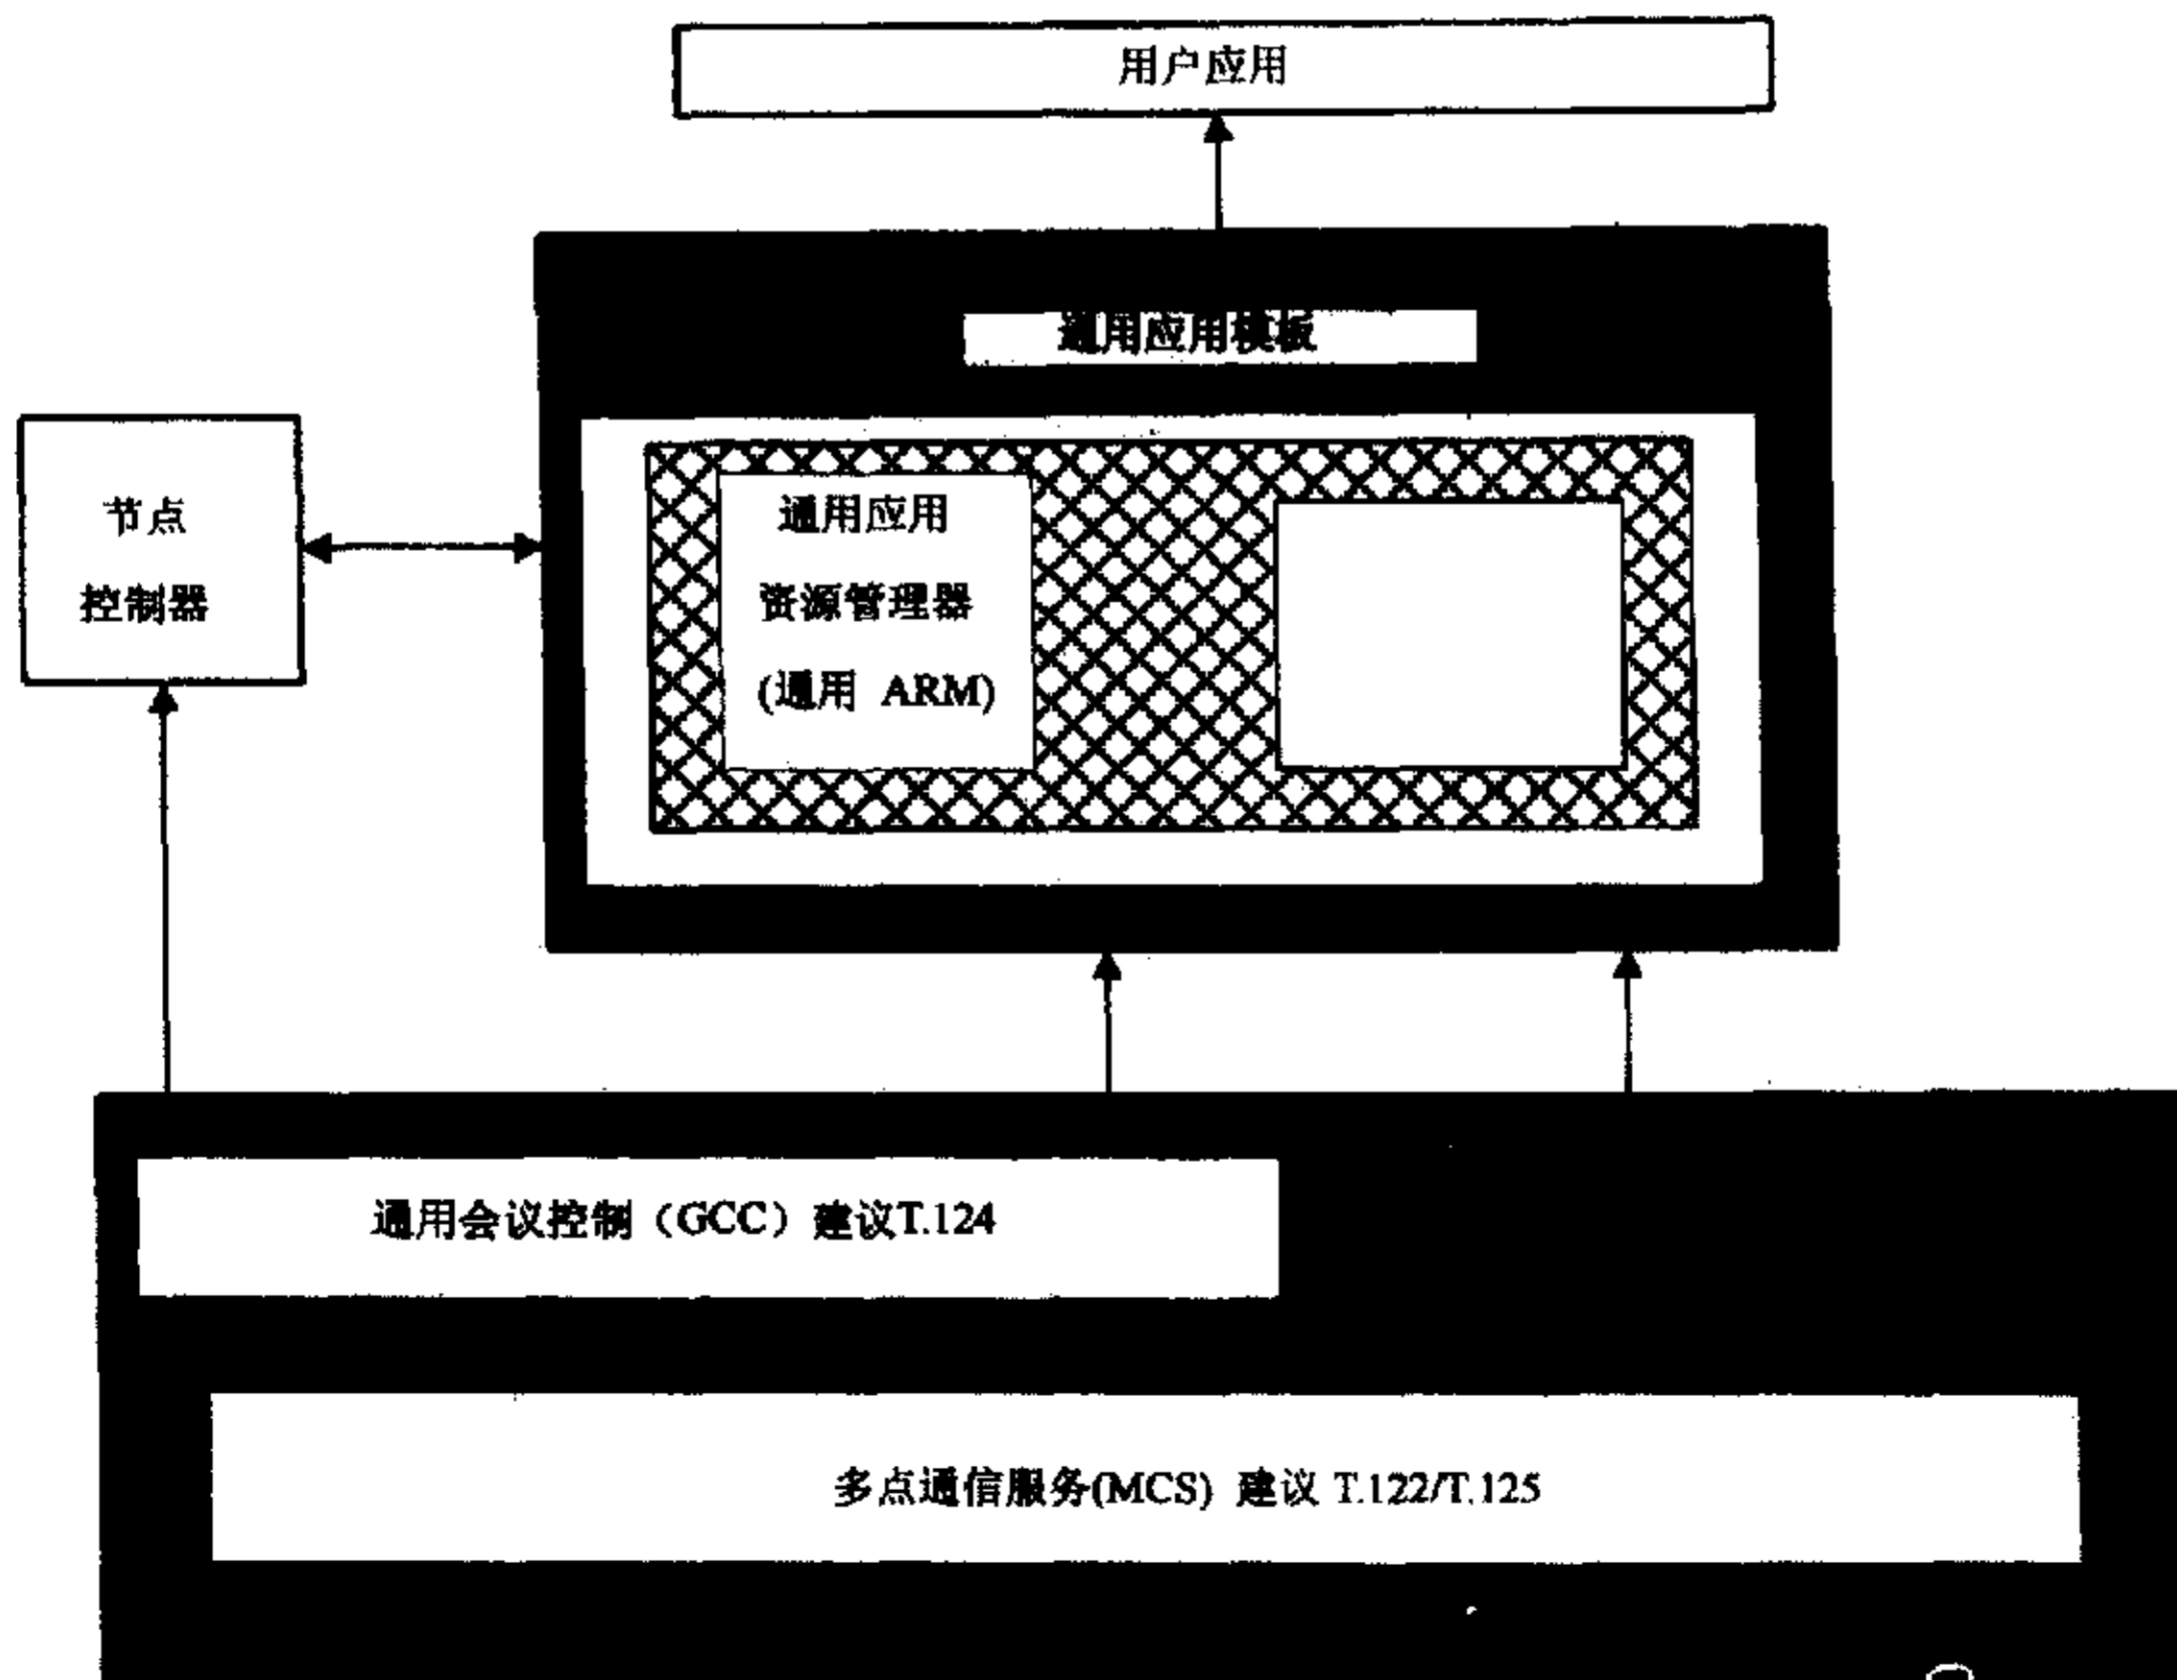 用户应用
通用应用模板
节点
控制器
通用应用
资源管理器
(通用 ARM)
通用会议控制（GCC）建议T.124
多点通信服务(MCS) 建议 T.122/T.125